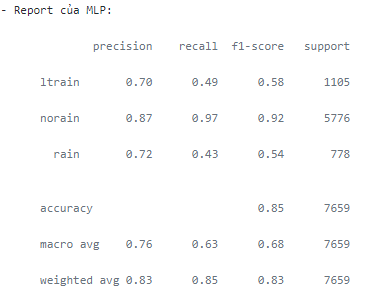 - Report của MLP:
precision recall f1-score support
ltrain 0.70 0.49 0.58 1105
norain 0.87 0.97 0.92 5776
rain 0.72 0.43 0.54 778
accuracy 0.85 7659
macro avg 0.76 0.63 0.68 7659
weighted avg 0.83 0.85 0.83 7659